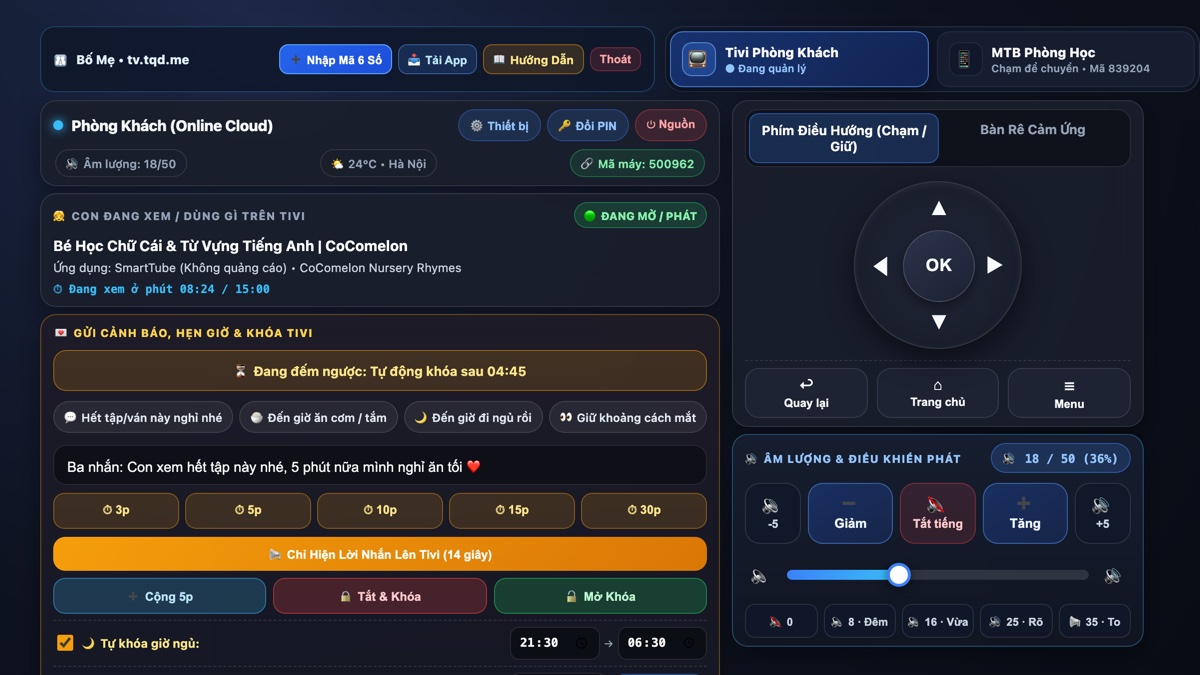 Bố Mẹ • tv.tqd.me
➕ Nhập Mã 6 Số
📥 Tải App
📖 Hướng Dẫn
Thoát
Tivi Phòng Khách
Đang quản lý
MTB Phòng Học
Chạm để chuyển • Mã 839204
Phòng Khách (Online Cloud)
⚙️ Thiết bị
🔑 Đổi PIN
⏻ Nguồn
🔊 Âm lượng: 18/50
🌤️ 24°C • Hà Nội
🔗 Mã máy: 500962
👧 CON ĐANG XEM / DÙNG GÌ TRÊN TIVI
🟢 ĐANG MỞ / PHÁT
Bé Học Chữ Cái & Từ Vựng Tiếng Anh | CoComelon
Ứng dụng: SmartTube (Không quảng cáo) • CoComelon Nursery Rhymes
⏱ Đang xem ở phút 08:24 / 15:00
💌 GỬI CẢNH BÁO, HẸN GIỜ & KHÓA TIVI
⏳ Đang đếm ngược: Tự động khóa sau 04:45
💬 Hết tập/ván này nghỉ nhé
🍚 Đến giờ ăn cơm / tắm
🌙 Đến giờ đi ngủ rồi
👀 Giữ khoảng cách mắt
Ba nhắn: Con xem hết tập này nhé, 5 phút nữa mình nghỉ ăn tối ❤️
⏱ 3p
⏱ 5p
⏱ 10p
⏱ 15p
⏱ 30p
Chỉ Hiện Lời Nhắn Lên Tivi (14 giây)
➕ Cộng 5p
🔒 Tắt & Khóa
🔓 Mở Khóa
🌙 Tự khóa giờ ngủ:
21:30 → 06:30
Phím Điều Hướng (Chạm /
Giữ)
Bàn Rê Cảm Ứng
▲
◀ OK ▶
▼
↩ Quay lại
⌂ Trang chủ
≡ Menu
🔊 ÂM LƯỢNG & ĐIỀU KHIỂN PHÁT
🔊 18 / 50 (36%)
-5
Giảm
Tắt tiếng
Tăng
+5
0
8 · Đêm
16 · Vừa
25 · Rõ
35 · To